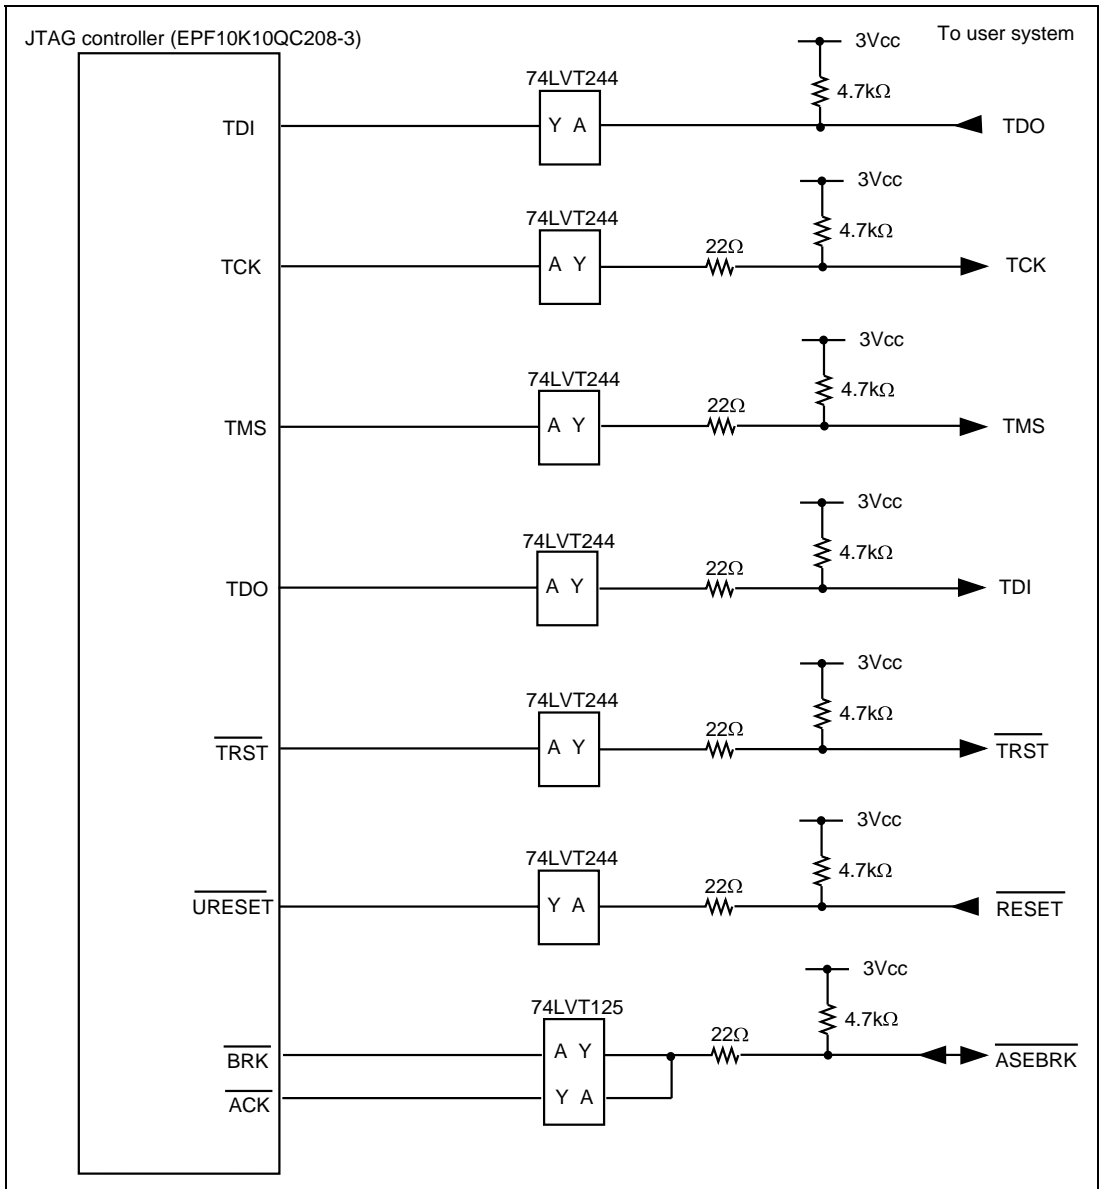 JTAG controller (EPF10K10QC208-3)
To user system
3Vcc
74LVT244
4.7kΩ
TDI
Y A
TDO
3Vcc
74LVT244
4.7kΩ
22Ω
TCK
A Y
TCK
3Vcc
74LVT244
4.7kΩ
22Ω
TMS
A Y
TMS
3Vcc
74LVT244
4.7kΩ
22Ω
TDO
A Y
TDI
3Vcc
74LVT244
4.7kΩ
22Ω
TRST
A Y
TRST
3Vcc
74LVT244
4.7kΩ
22Ω
URESET
Y A
RESET
3Vcc
74LVT125
4.7kΩ
22Ω
BRK
A Y
ASEBRK
ACK
Y A